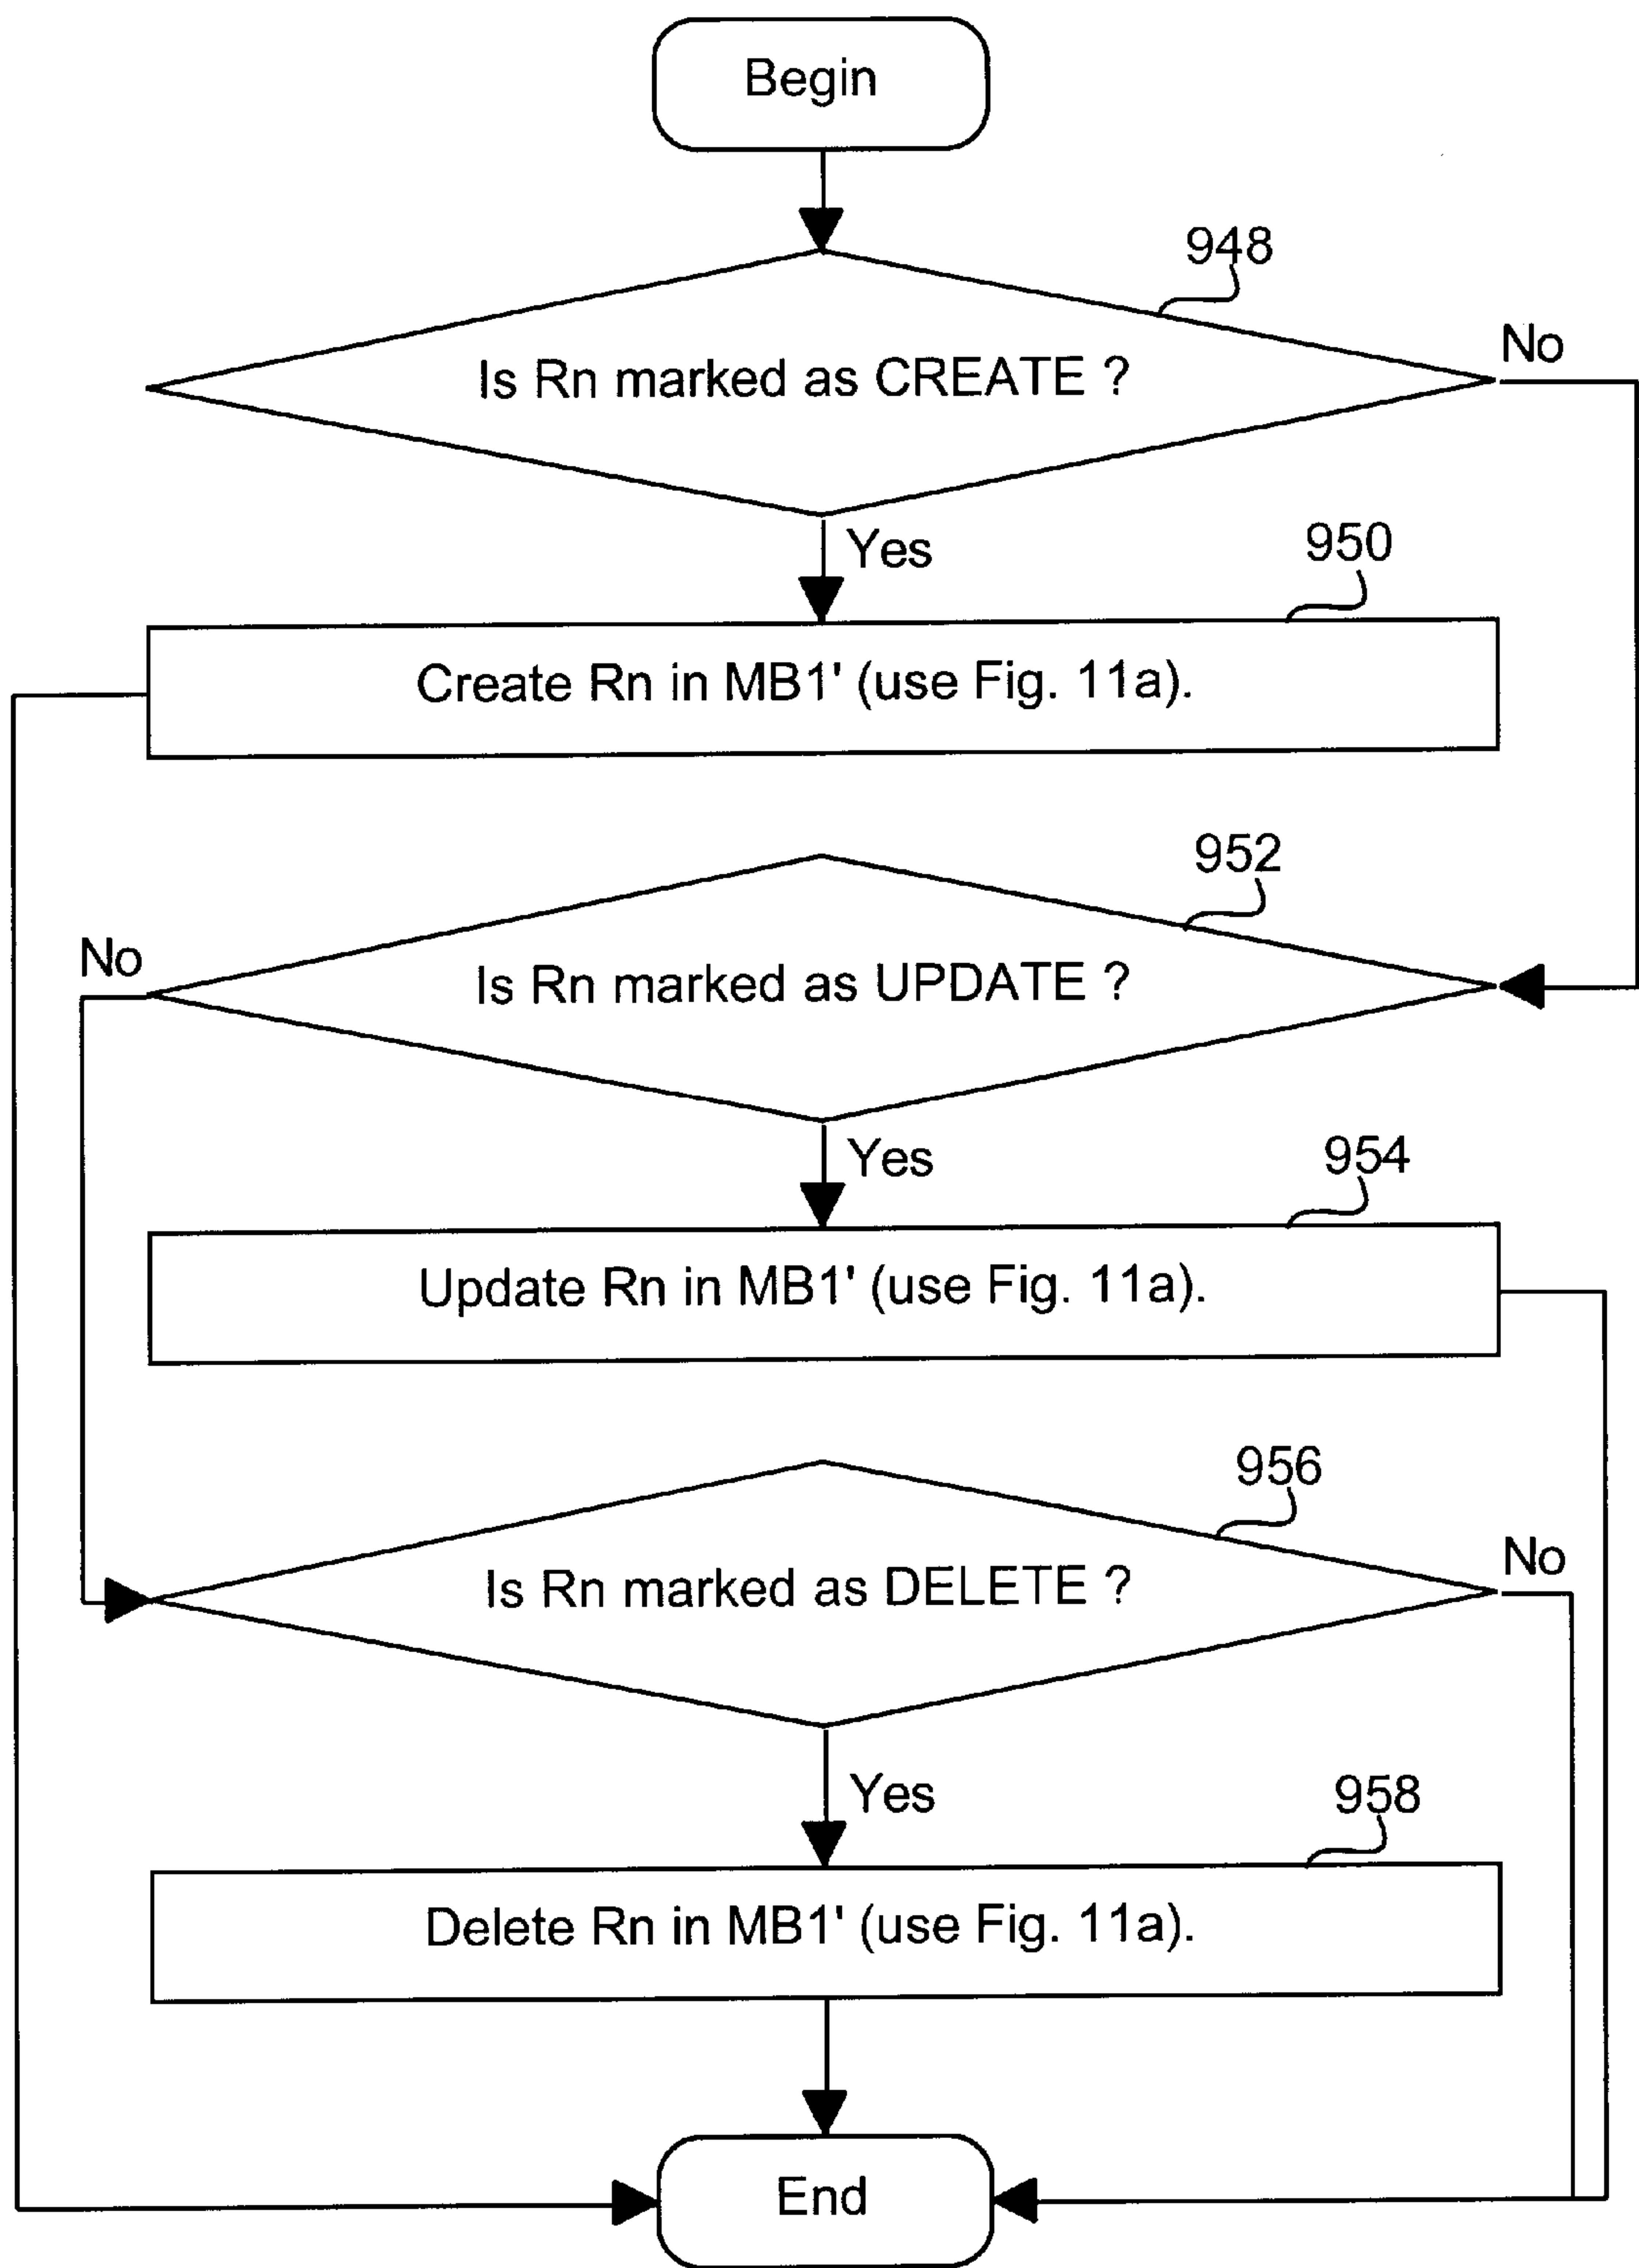 Begin
948
No
Is Rn marked as CREATE ?
Yes
950
Create Rn in MB1' (use Fig. 11a).
952
No
Is Rn marked as UPDATE ?
Yes
954
Update Rn in MB1' (use Fig. 11a).
956
No
Is Rn marked as DELETE ?
Yes
958
Delete Rn in MB1' (use Fig. 11a).
End